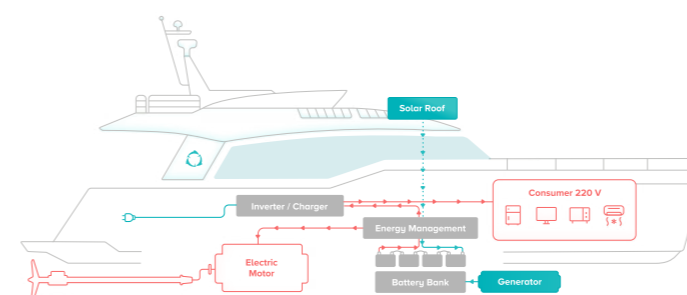 Solar Roof
Consumer 220 V
Inverter / Charger
Energy Management
Electric
Motor
Battery Bank
Generator